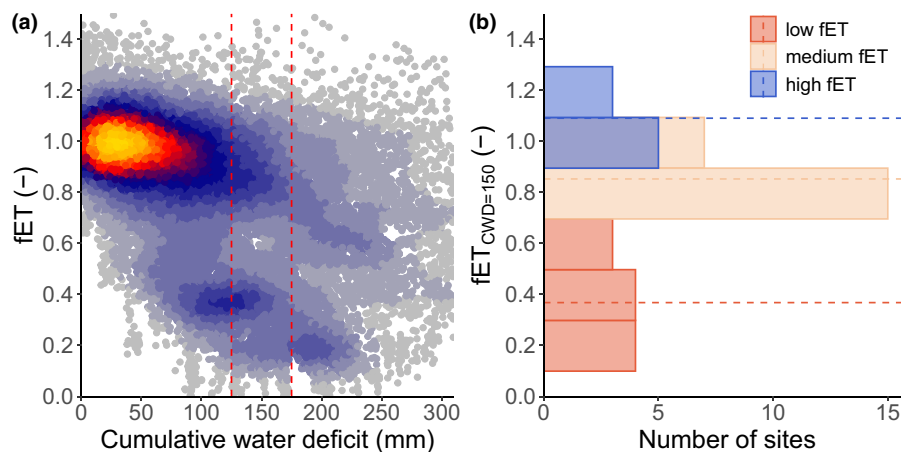 (a)
1.4
1.2
1.0
0.8
0.6
0.4
0.2
0.0
fET (−)
0 50 100 150 200 250 300
Cumulative water deficit (mm)
(b)
low fET
medium fET
high fET
1.4
1.2
1.0
0.8
0.6
0.4
0.2
0.0
fET CWD=150 (−)
0 5 10 15
Number of sites